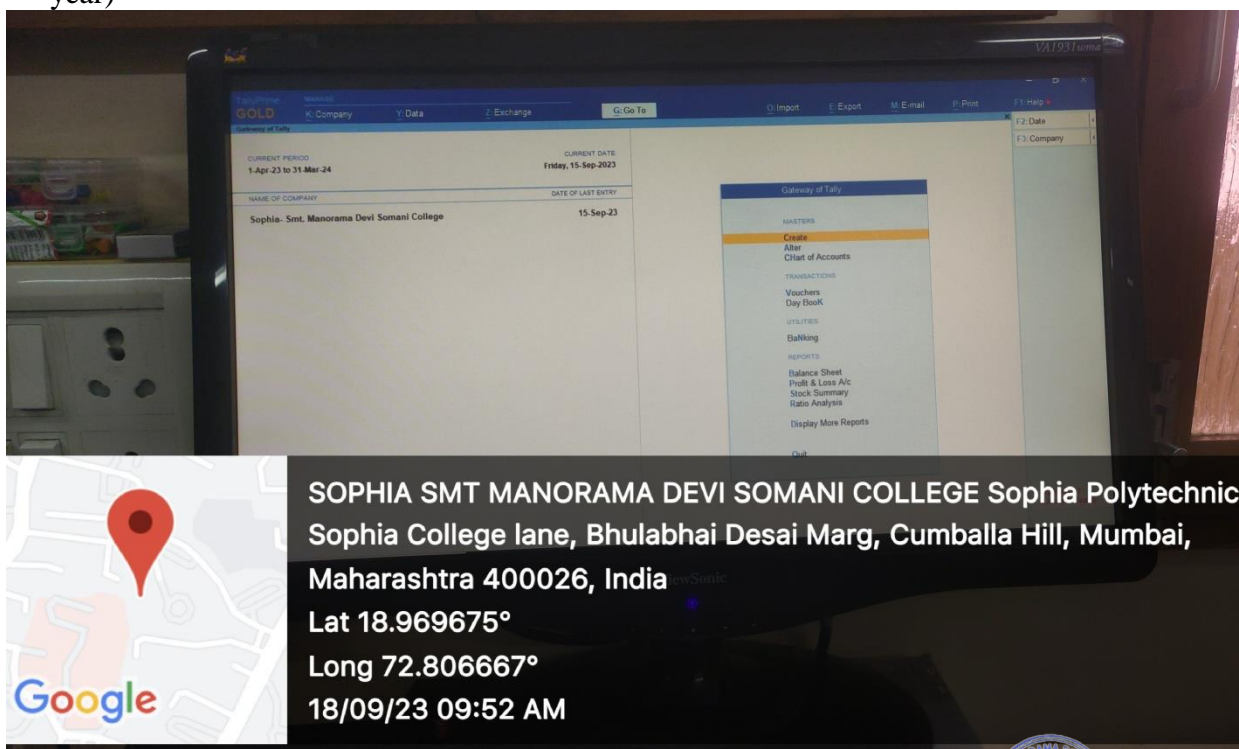 year)
VA1931wma
TallyPrime MANAGE
GOLD K: Company Y: Data Z: Exchange G: Go To O: Import E: Export M: E-mail P: Print F1: Help
Gateway of Tally
F2: Date
F3: Company
CURRENT PERIOD
1-Apr-23 to 31-Mar-24
CURRENT DATE
Friday, 15-Sep-2023
NAME OF COMPANY
DATE OF LAST ENTRY
Sophia- Smt. Manorama Devi Somani College
15-Sep-23
Gateway of Tally
MASTERS
Create
Alter
CHart of Accounts
TRANSACTIONS
Vouchers
Day BooK
UTILITIES
BaNking
REPORTS
Balance Sheet
Profit & Loss A/c
Stock Summary
Ratio Analysis
Display More Reports
Quit
ViewSonic
SOPHIA SMT MANORAMA DEVI SOMANI COLLEGE Sophia Polytechnic
Sophia College lane, Bhulabhai Desai Marg, Cumballa Hill, Mumbai,
Maharashtra 400026, India
Lat 18.969675°
Long 72.806667°
18/09/23 09:52 AM
Google